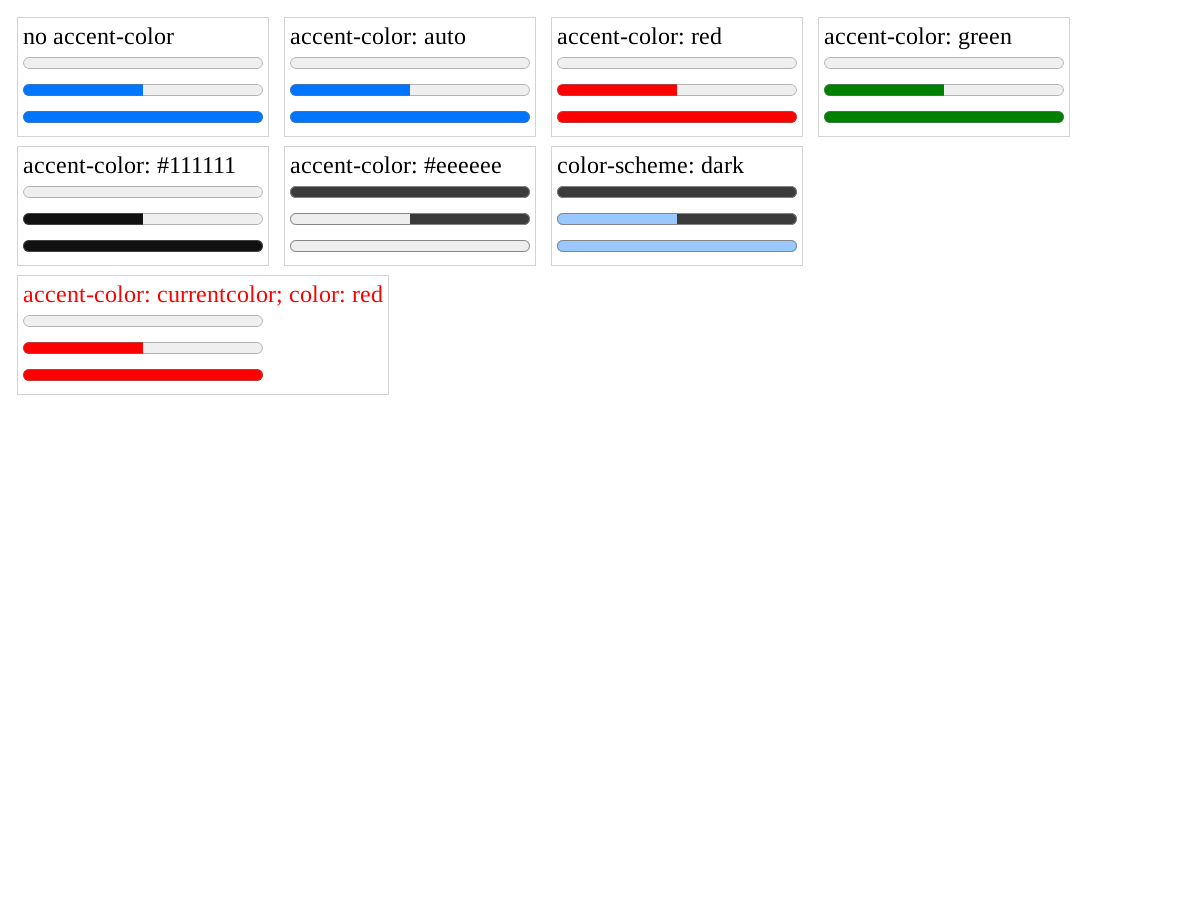 no accent-color
accent-color: auto
accent-color: red
accent-color: green
accent-color: #111111
accent-color: #eeeeee
color-scheme: dark
accent-color: currentcolor; color: red